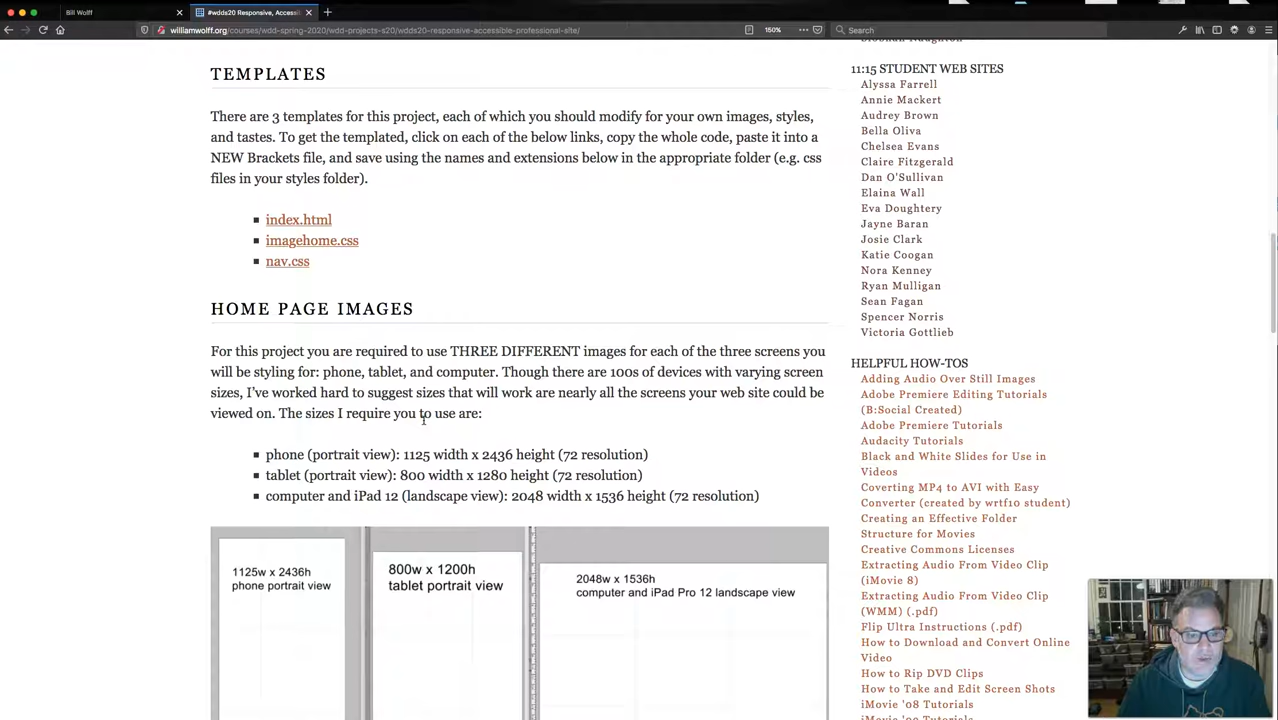 Bill Wolff
#wdds20 Responsive, Accessi
williamwolff.org/courses/wdd-spring-2020/wdd-projects-s20/wdds20-responsive-accessible-professional-site/
150%
Search
TEMPLATES
There are 3 templates for this project, each of which you should modify for your own images, styles,
and tastes. To get the templated, click on each of the below links, copy the whole code, paste it into a
NEW Brackets file, and save using the names and extensions below in the appropriate folder (e.g. css
files in your styles folder).
index.html
imagehome.css
nav.css
HOME PAGE IMAGES
For this project you are required to use THREE DIFFERENT images for each of the three screens you
will be styling for: phone, tablet, and computer. Though there are 100s of devices with varying screen
sizes, I've worked hard to suggest sizes that will work are nearly all the screens your web site could be
viewed on. The sizes I require you to use are:
phone (portrait view): 1125 width x 2436 height (72 resolution)
tablet (portrait view): 800 width x 1280 height (72 resolution)
computer and iPad 12 (landscape view): 2048 width x 1536 height (72 resolution)
1125w x 2436h
phone portrait view
800w x 1200h
tablet portrait view
2048w x 1536h
computer and iPad Pro 12 landscape view
11:15 STUDENT WEB SITES
Alyssa Farrell
Annie Mackert
Audrey Brown
Bella Oliva
Chelsea Evans
Claire Fitzgerald
Dan O'Sullivan
Elaina Wall
Eva Doughtery
Jayne Baran
Josie Clark
Katie Coogan
Nora Kenney
Ryan Mulligan
Sean Fagan
Spencer Norris
Victoria Gottlieb
HELPFUL HOW-TOS
Adding Audio Over Still Images
Adobe Premiere Editing Tutorials
(B:Social Created)
Adobe Premiere Tutorials
Audacity Tutorials
Black and White Slides for Use in
Videos
Coverting MP4 to AVI with Easy
Converter (created by wrtf10 student)
Creating an Effective Folder
Structure for Movies
Creative Commons Licenses
Extracting Audio From Video Clip
(iMovie 8)
Extracting Audio From Video Clip
(WMM) (.pdf)
Flip Ultra Instructions (.pdf)
How to Download and Convert Online
Video
How to Rip DVD Clips
How to Take and Edit Screen Shots
iMovie '08 Tutorials